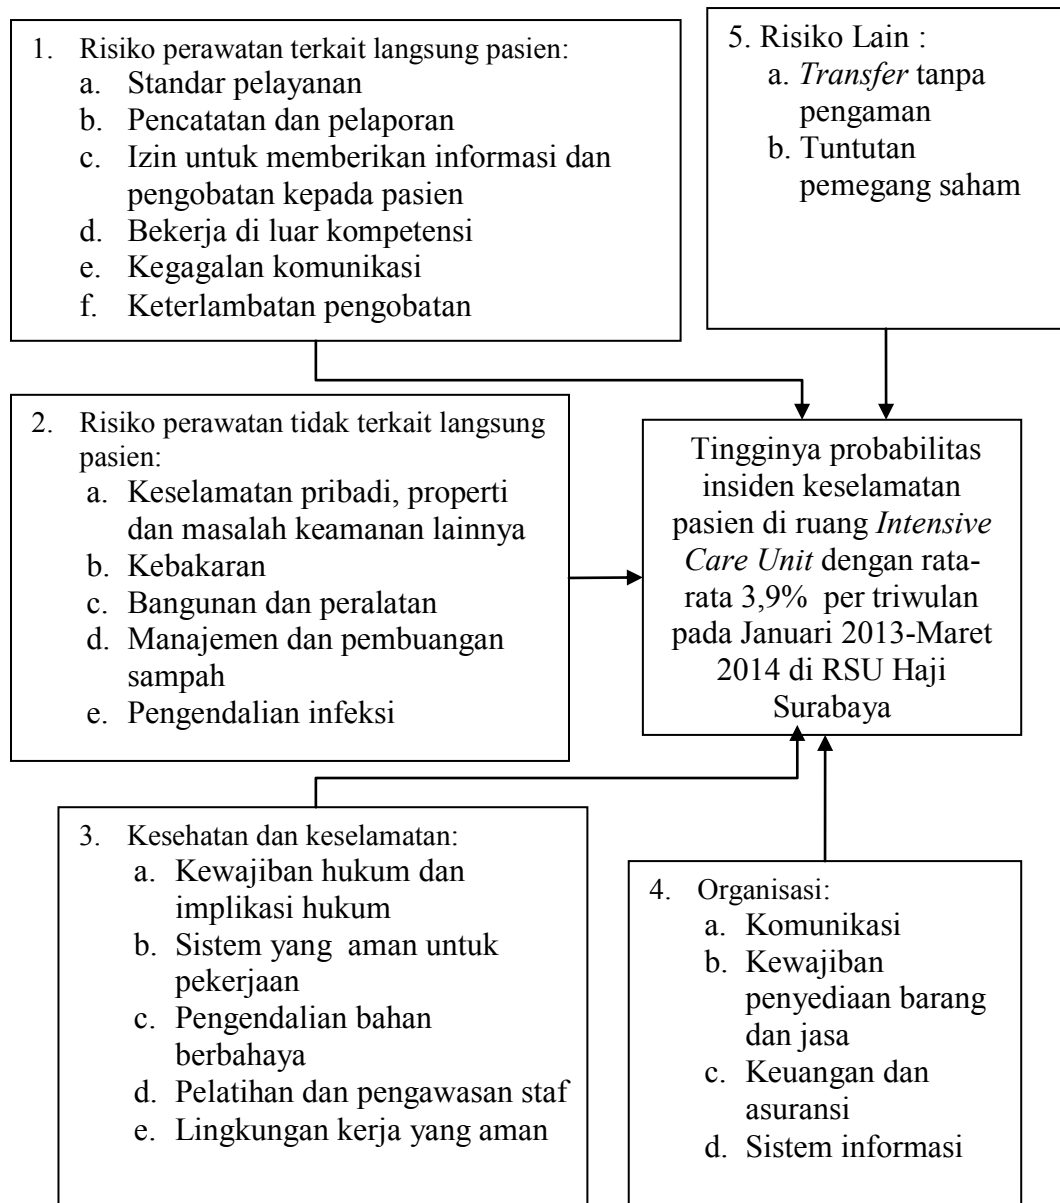 1. Risiko perawatan terkait langsung pasien:
a. Standar pelayanan
b. Pencatatan dan pelaporan
c. Izin untuk memberikan informasi dan
pengobatan kepada pasien
d. Bekerja di luar kompetensi
e. Kegagalan komunikasi
f. Keterlambatan pengobatan
5. Risiko Lain :
a. Transfer tanpa
pengaman
b. Tuntutan
pemegang saham
2. Risiko perawatan tidak terkait langsung
pasien:
a. Keselamatan pribadi, properti
dan masalah keamanan lainnya
b. Kebakaran
c. Bangunan dan peralatan
d. Manajemen dan pembuangan
sampah
e. Pengendalian infeksi
Tingginya probabilitas
insiden keselamatan
pasien di ruang Intensive
Care Unit dengan rata-
rata 3,9% per triwulan
pada Januari 2013-Maret
2014 di RSU Haji
Surabaya
3. Kesehatan dan keselamatan:
a. Kewajiban hukum dan
implikasi hukum
b. Sistem yang aman untuk
pekerjaan
c. Pengendalian bahan
berbahaya
d. Pelatihan dan pengawasan staf
e. Lingkungan kerja yang aman
4. Organisasi:
a. Komunikasi
b. Kewajiban
penyediaan barang
dan jasa
c. Keuangan dan
asuransi
d. Sistem informasi